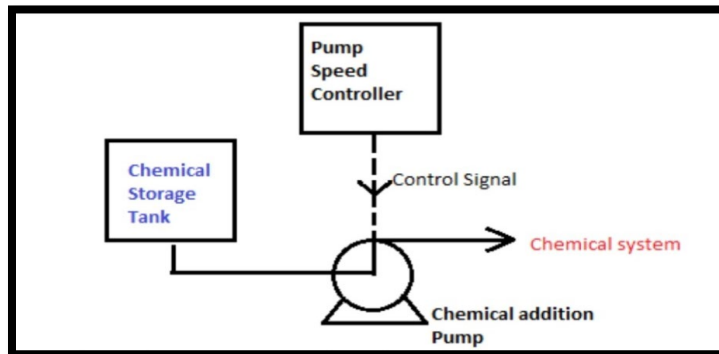 Pump
Speed
Controller
Chemical
Storage
Tank
Control Signal
Chemical system
Chemical addition
Pump